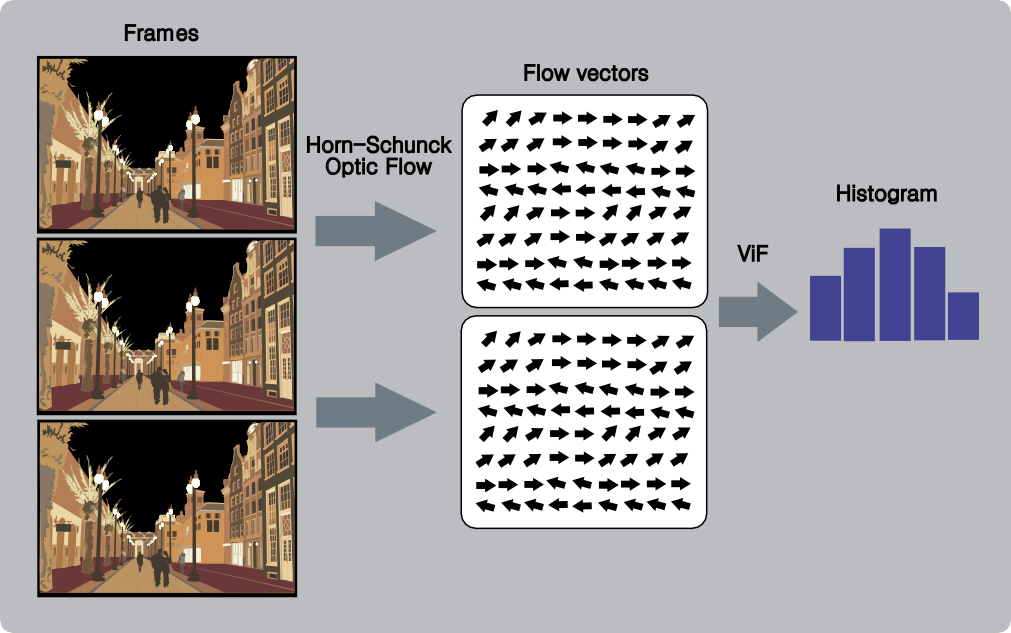 Frames
Horn-Schunck
Optic Flow
Flow vectors
ViF
Histogram